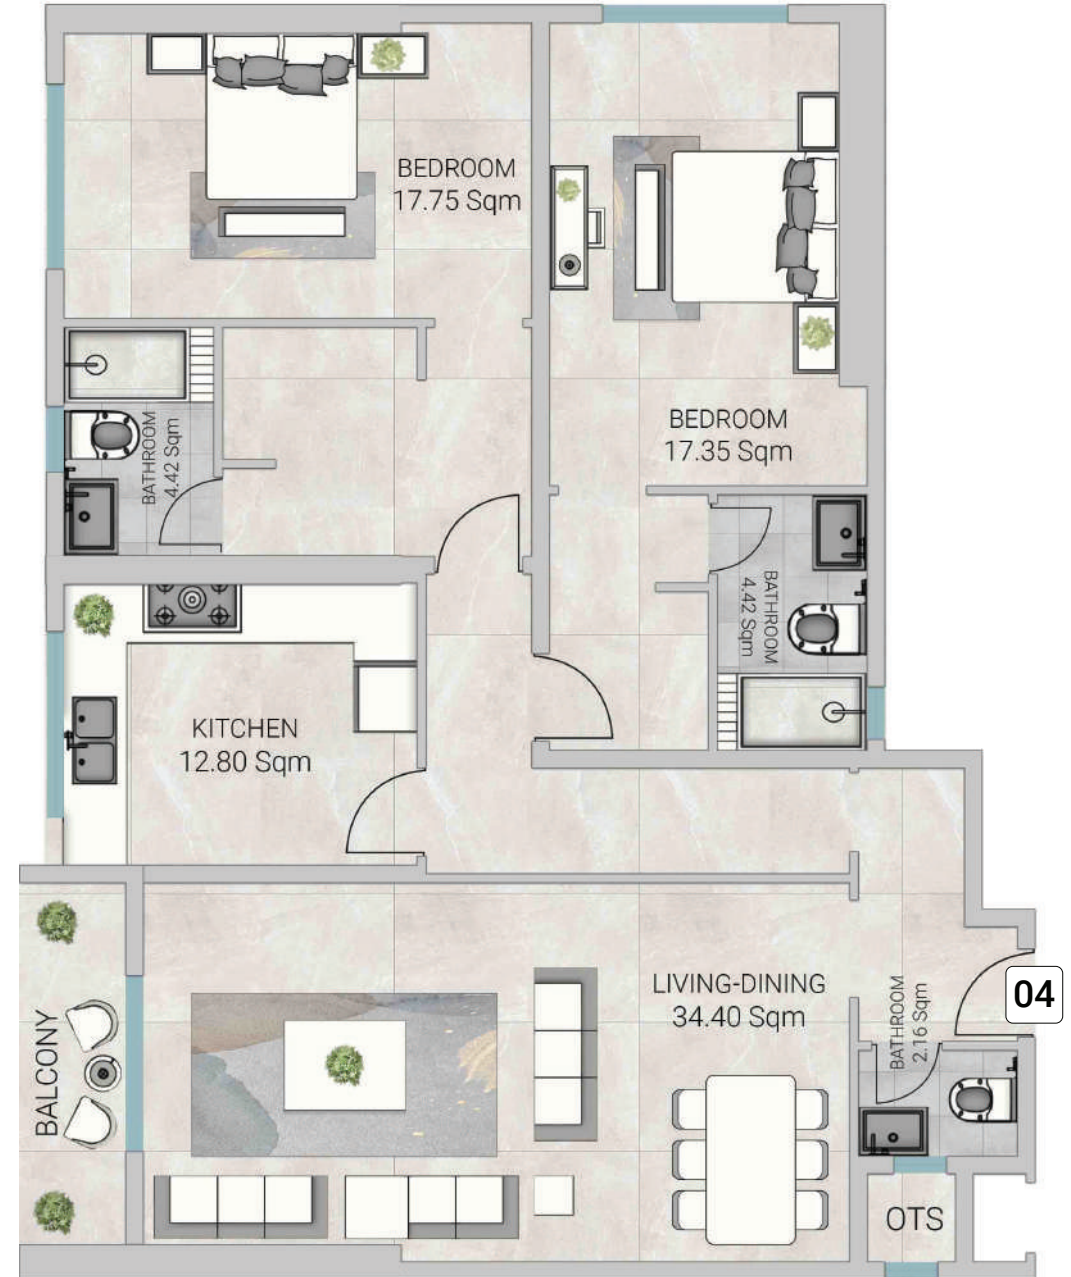 BEDROOM
17.75 Sqm
BEDROOM
17.35 Sqm
BATHROOM
4.42 Sqm
BATHROOM
4.42 Sqm
KITCHEN
12.80 Sqm
LIVING-DINING
34.40 Sqm
BATHROOM
2.16 Sqm
04
BALCONY
OTS